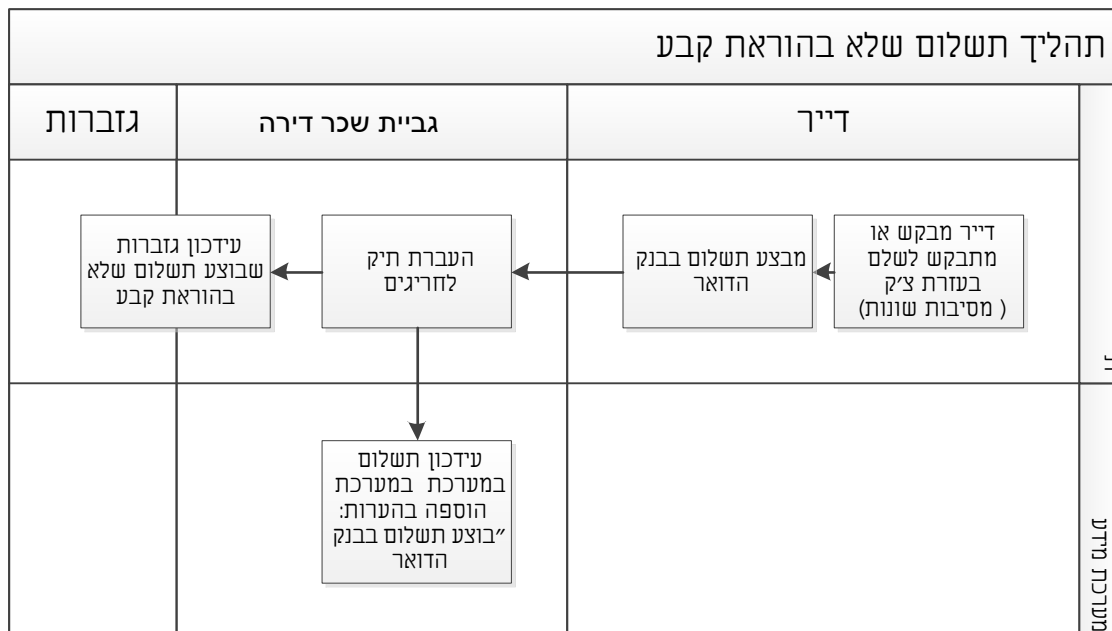 תהליך תשלום שלא בהוראת קבע
דייר
גביית שכר דירה
גזברות
דייר מבקש או
מתבקש לשלם
בעזרת צ׳ק
( מסיבות שונות)
מבצע תשלום בבנק
הדואר
העברת תיק
לחריגים
עידכון גזברות
שבוצע תשלום שלא
בהוראת קבע
עידכון תשלום
במערכת במערכת
הוספה בהערות:
״בוצע תשלום בבנק
הדואר
מערכת מידע